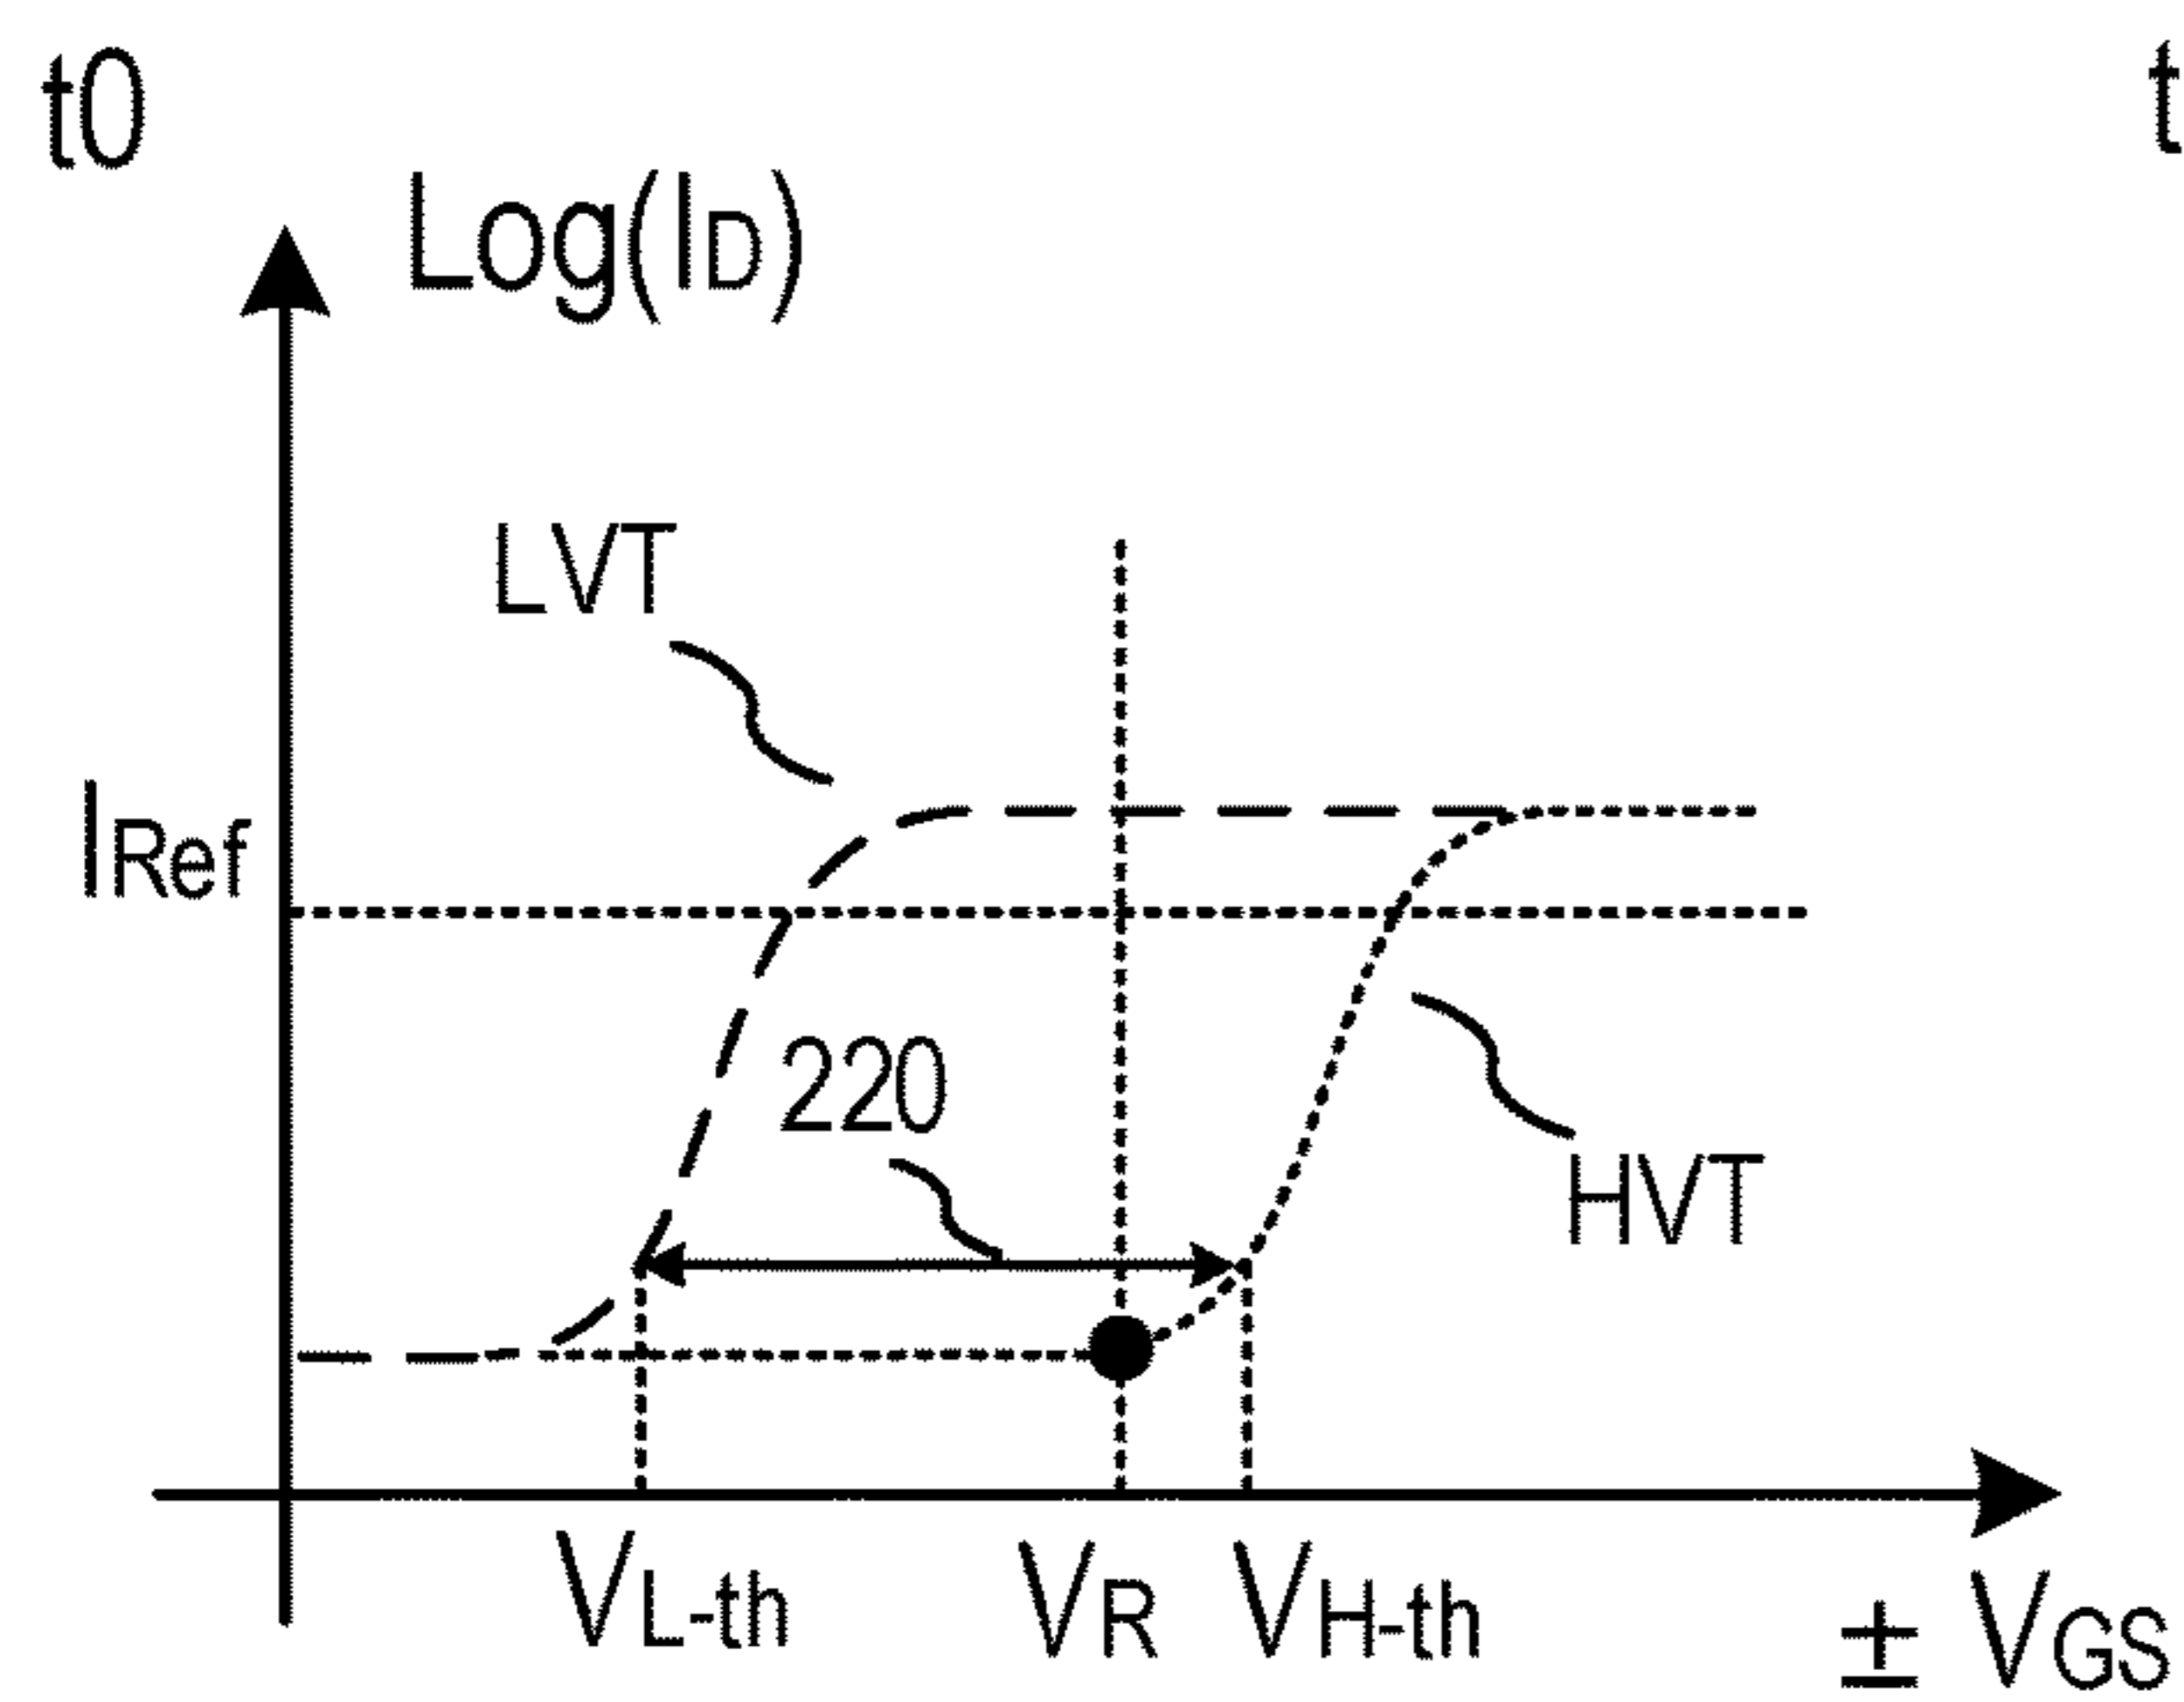 t0
t
Log(ID)
LVT
IRef
220
HVT
VL-th
VR
VH-th
± VGS